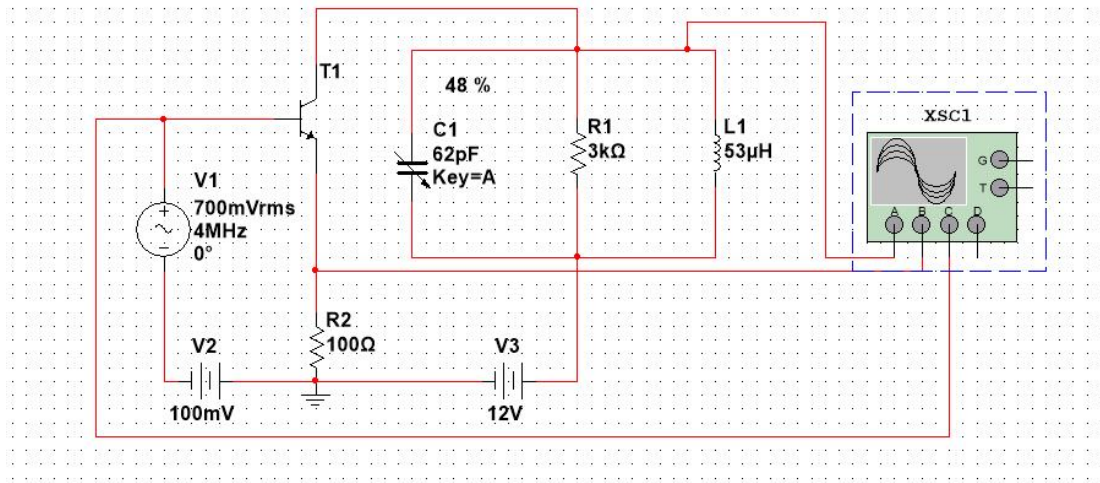 T1
48 %
C1
62pF
Key=A
R1
3kΩ
L1
53µH
XSC1
G
T
A
B
C
D
V1
700mVrms
4MHz
0°
R2
100Ω
V2
100mV
V3
12V